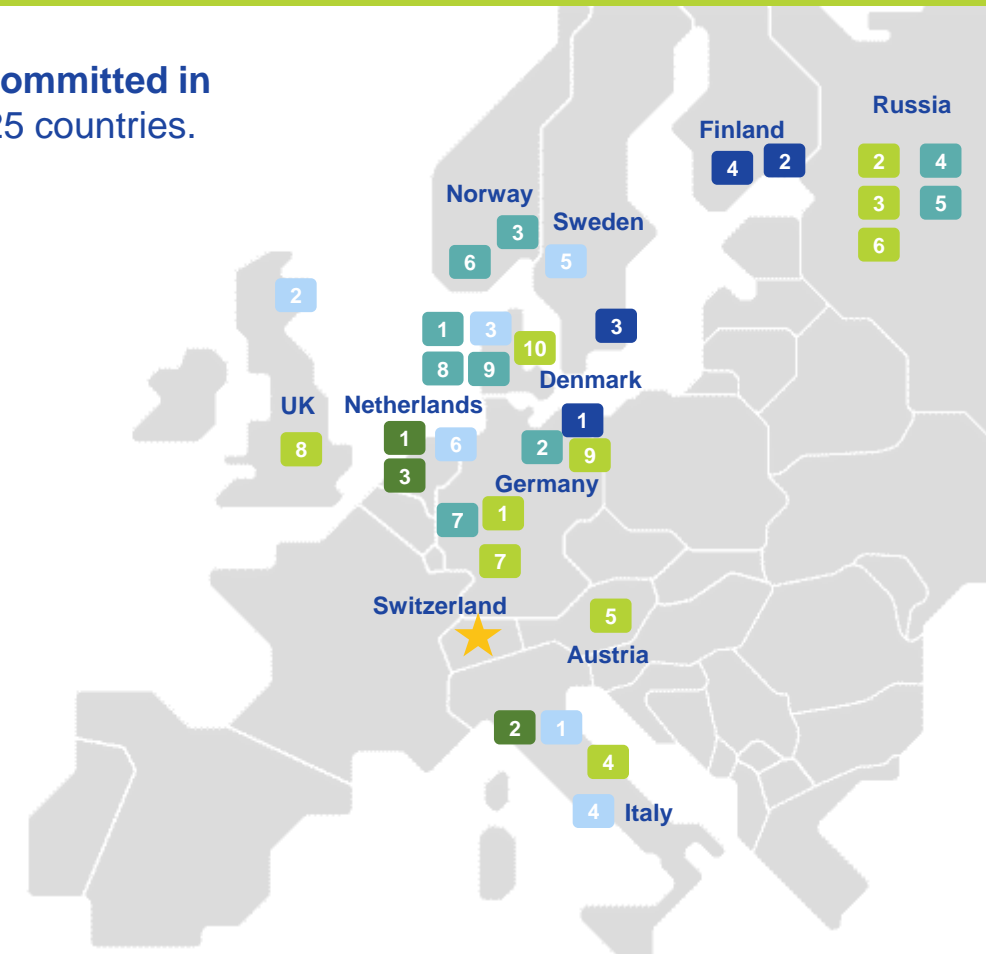 ommitted in
25 countries.
Russia
Finland
2 4
4 2
Norway
3 5
Sweden
3
6
6 5
2
1 3
3
10
8 9
Denmark
UK Netherlands
1
1 6
8
2 9
3
Germany
1
7
7
Switzerland
5
Austria
2 1
4
4 Italy